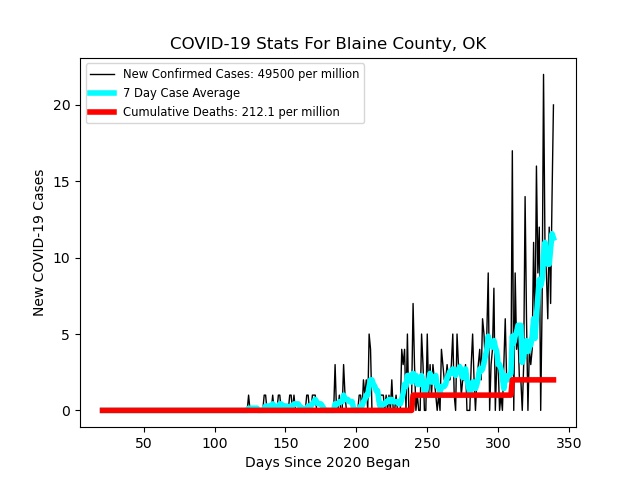 COVID-19 Stats For Blaine County, OK
New Confirmed Cases: 49500 per million
7 Day Case Average
Cumulative Deaths: 212.1 per million
New COVID-19 Cases
20
15
10
5
0
50 100 150 200 250 300 350
Days Since 2020 Began